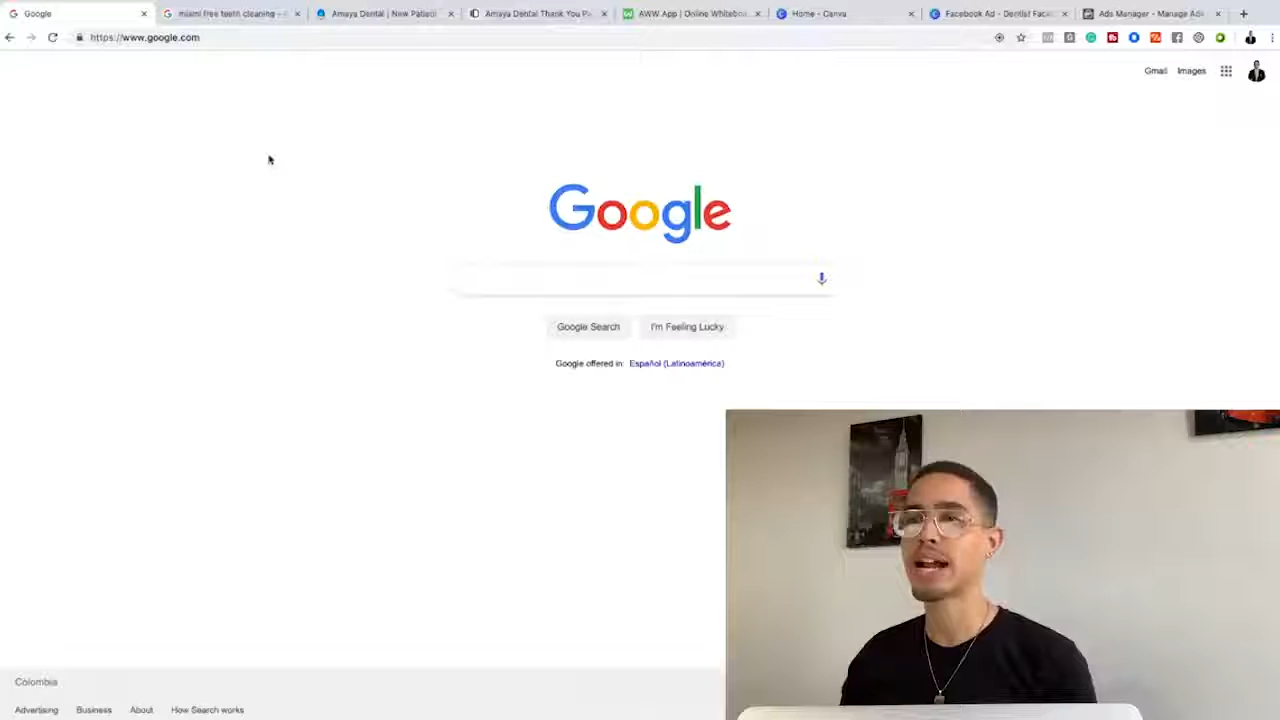 Google
miami free teeth cleaning -
Amaya Dental | New Patient
Amaya Dental Thank You Pa
AWW App | Online Whiteboa
Home - Canva
Facebook Ad - Dentist Face
Ads Manager - Manage Ads
https://www.google.com
Gmail Images
Google
Google Search I'm Feeling Lucky
Google offered in: Español (Latinoamérica)
Colombia
Advertising Business About How Search works